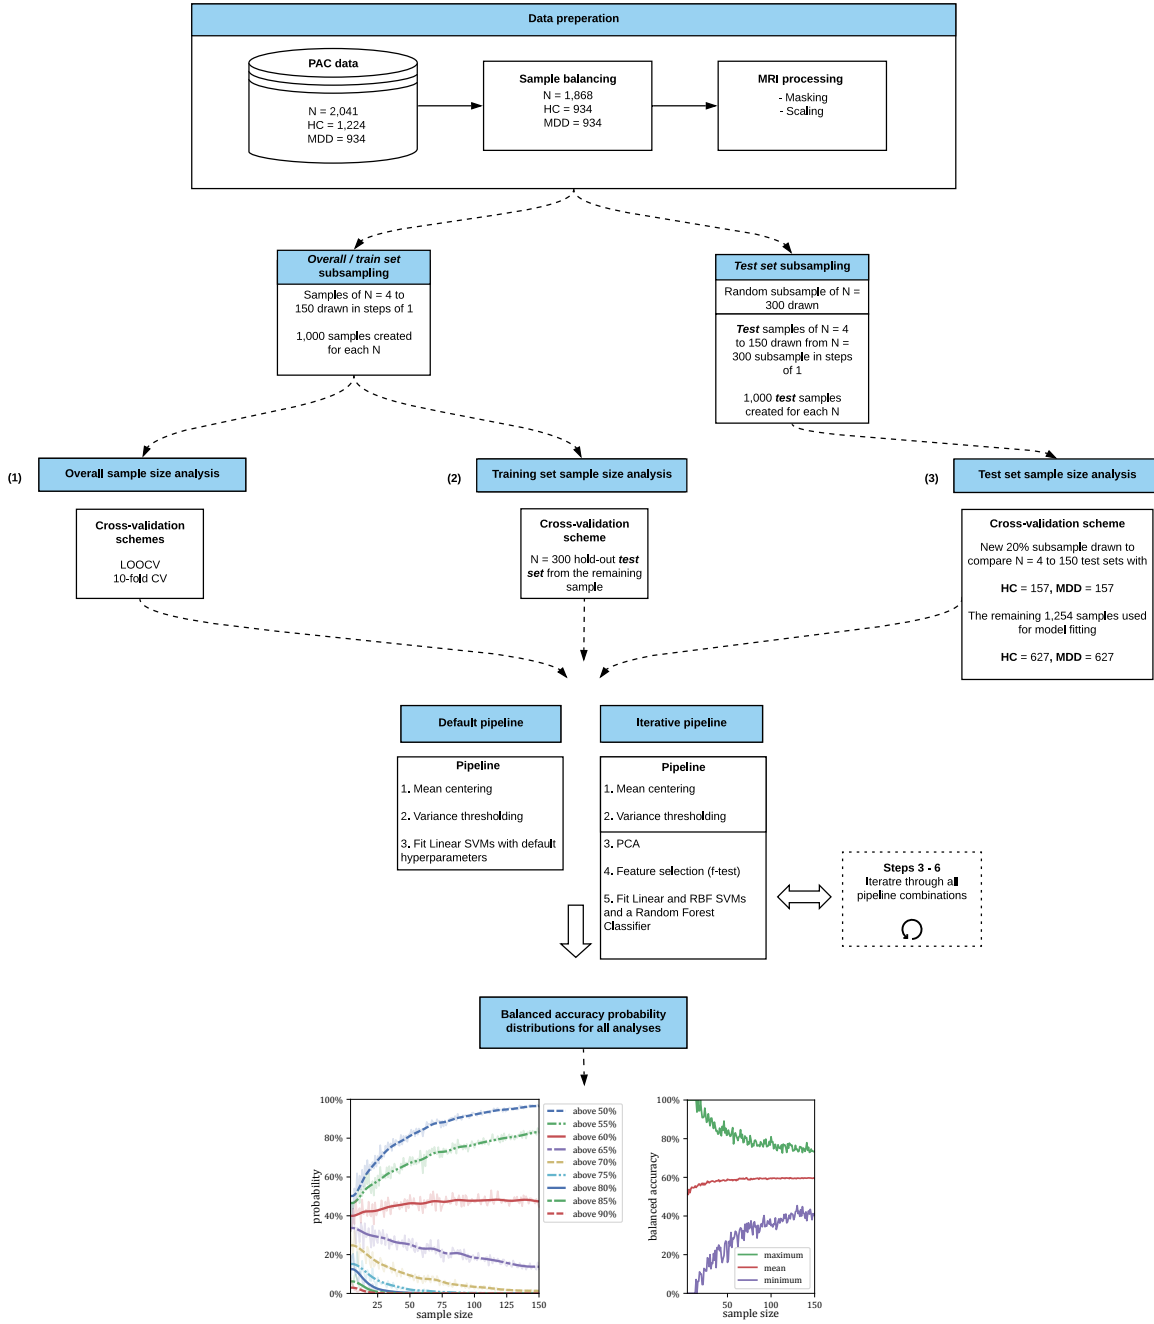 Data preperation
PAC data
N = 2,041
HC = 1,224
MDD = 934
Sample balancing
N = 1,868
HC = 934
MDD = 934
MRI processing
- Masking
- Scaling
Overall / train set
subsampling
Samples of N = 4 to
150 drawn in steps of 1
1,000 samples created
for each N
Test set subsampling
Random subsample of N =
300 drawn
Test samples of N = 4
to 150 drawn from N =
300 subsample in steps
of 1
1,000 test samples
created for each N
(1)
Overall sample size analysis
(2)
Training set sample size analysis
(3)
Test set sample size analysis
Cross-validation
schemes
LOOCV
10-fold CV
Cross-validation
scheme
N = 300 hold-out test
set from the remaining
sample
Cross-validation scheme
New 20% subsample drawn to
compare N = 4 to 150 test sets with
HC = 157, MDD = 157
The remaining 1,254 samples used
for model fitting
HC = 627, MDD = 627
Default pipeline
Pipeline
1. Mean centering
2. Variance thresholding
3. Fit Linear SVMs with default
hyperparameters
Iterative pipeline
Pipeline
1. Mean centering
2. Variance thresholding
3. PCA
4. Feature selection (f-test)
5. Fit Linear and RBF SVMs
and a Random Forest
Classifier
Steps 3 - 6
Iteratre through all
pipeline combinations
Balanced accuracy probability
distributions for all analyses
probability
100%
80%
60%
40%
20%
0%
25
50
75
100
125
150
sample size
above 50%
above 55%
above 60%
above 65%
above 70%
above 75%
above 80%
above 85%
above 90%
balanced accuracy
100%
80%
60%
40%
20%
0%
maximum
mean
minimum
50
100
150
sample size